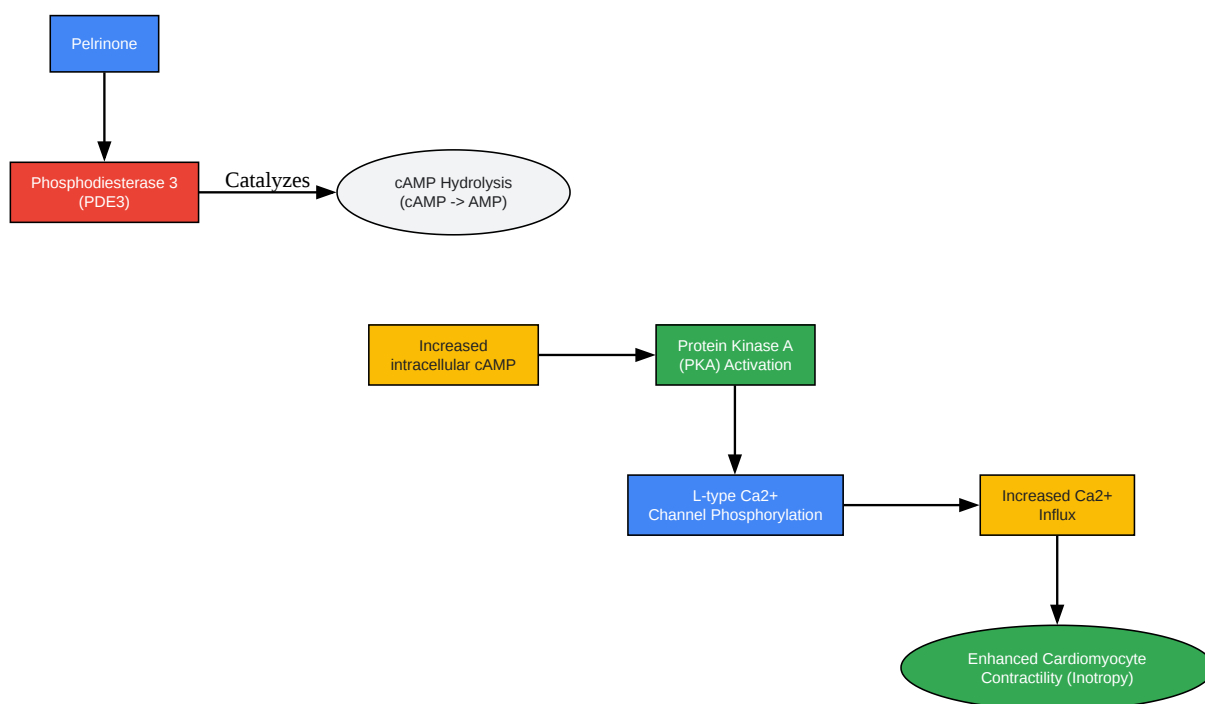 Pelrinone
Phosphodiesterase 3
(PDE3)
Catalyzes
cAMP Hydrolysis
(cAMP -> AMP)
Increased
intracellular cAMP
Protein Kinase A
(PKA) Activation
L-type Ca2+
Channel Phosphorylation
Increased Ca2+
Influx
Enhanced Cardiomyocyte
Contractility (Inotropy)